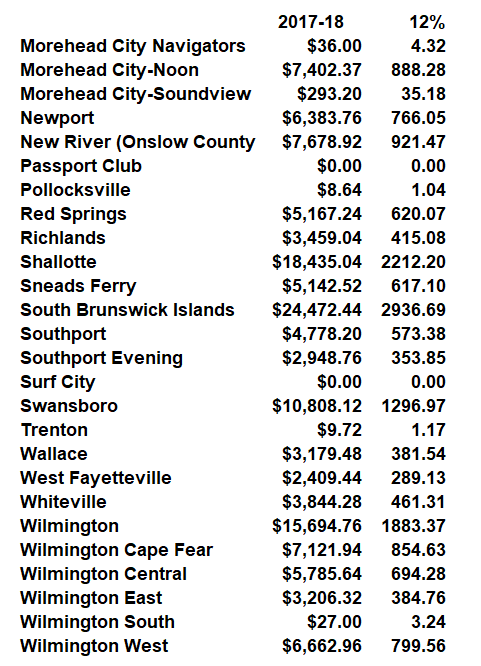 2017-18 12%
Morehead City Navigators $36.00 4.32
Morehead City-Noon $7,402.37 888.28
Morehead City-Soundview $293.20 35.18
Newport $6,383.76 766.05
New River (Onslow County $7,678.92 921.47
Passport Club $0.00 0.00
Pollocksville $8.64 1.04
Red Springs $5,167.24 620.07
Richlands $3,459.04 415.08
Shallotte $18,435.04 2212.20
Sneads Ferry $5,142.52 617.10
South Brunswick Islands $24,472.44 2936.69
Southport $4,778.20 573.38
Southport Evening $2,948.76 353.85
Surf City $0.00 0.00
Swansboro $10,808.12 1296.97
Trenton $9.72 1.17
Wallace $3,179.48 381.54
West Fayetteville $2,409.44 289.13
Whiteville $3,844.28 461.31
Wilmington $15,694.76 1883.37
Wilmington Cape Fear $7,121.94 854.63
Wilmington Central $5,785.64 694.28
Wilmington East $3,206.32 384.76
Wilmington South $27.00 3.24
Wilmington West $6,662.96 799.56